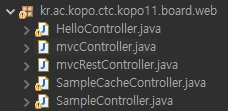 kr.ac.kopo.ctc.kopo11.board.web
HelloController.java
mvcController.java
mvcRestController.java
SampleCacheController.java
SampleController.java